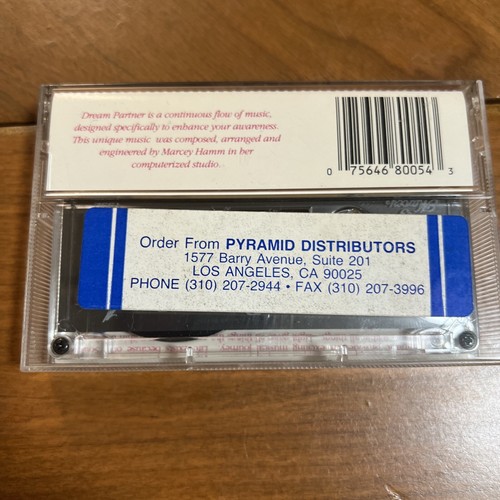 Dream Partner is a continuous flow of music,
designed specifically to enhance your awareness.
This unique music was composed, arranged and
engineered by Marcey Hamm in her
computerized studio.
0 75646 80054 3
Order From PYRAMID DISTRIBUTORS
1577 Barry Avenue, Suite 201
LOS ANGELES, CA 90025
PHONE (310) 207-2944 • FAX (310) 207-3996